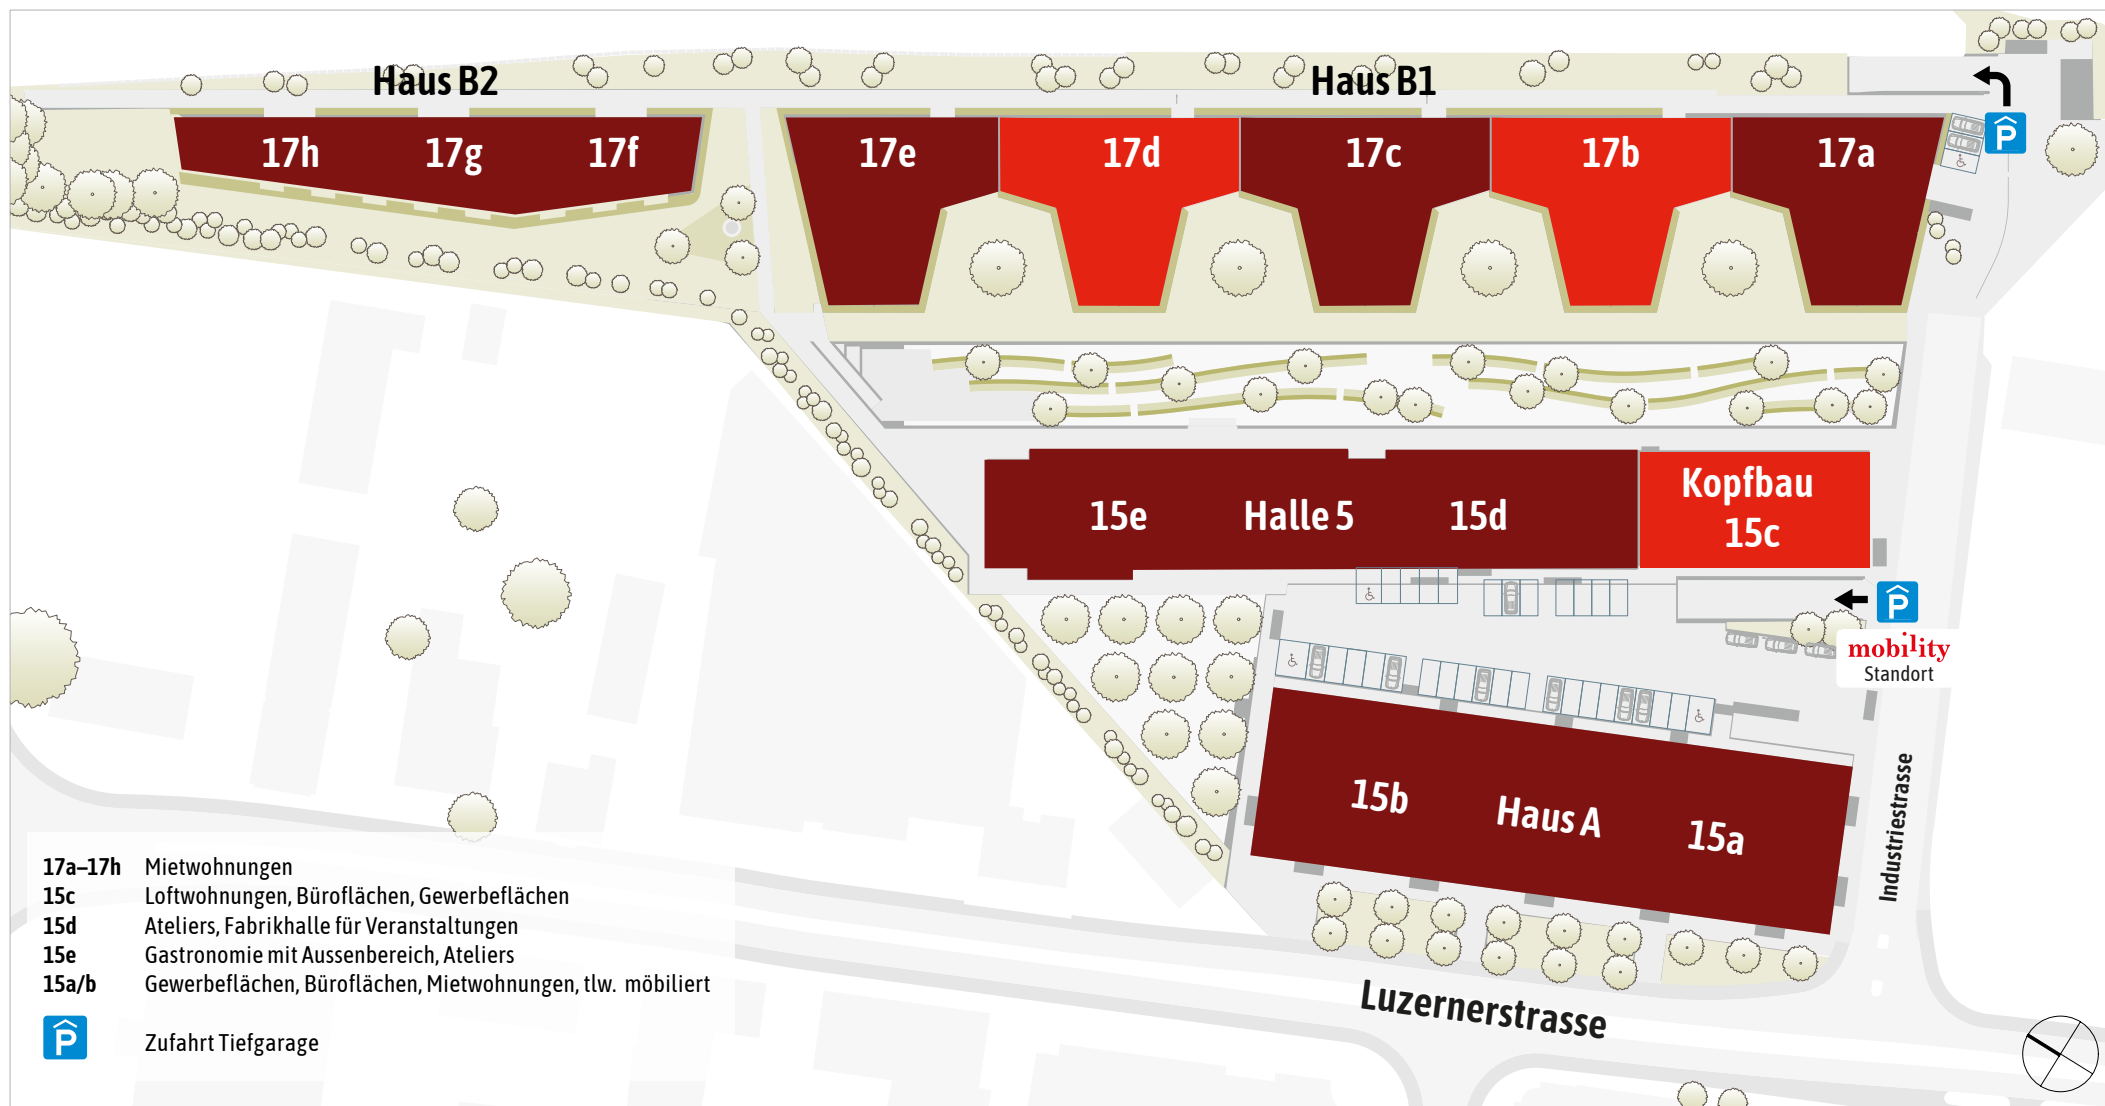 Haus B2
Haus B1
17h 17g 17f
17e 17d 17c 17b 17a
P
15e Halle 5 15d
Kopfbau
15c
P
mobility
Standort
15b Haus A 15a
Industriestrasse
Luzernerstrasse
17a–17h Mietwohnungen
15c Loftwohnungen, Büroflächen, Gewerbeflächen
15d Ateliers, Fabrikhalle für Veranstaltungen
15e Gastronomie mit Aussenbereich, Ateliers
15a/b Gewerbeflächen, Büroflächen, Mietwohnungen, tlw. möbiliert
P Zufahrt Tiefgarage